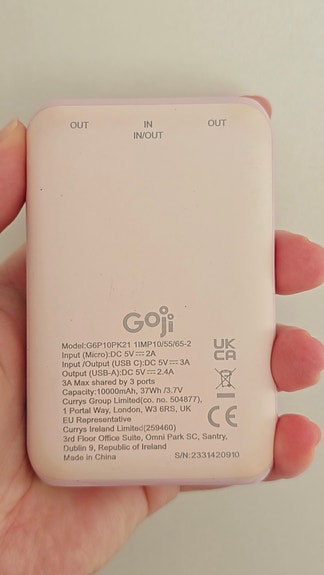 OUT IN OUT
IN/OUT
Goji
Model:G6P10PK21 1IMP10/55/65-2
Input (Micro):DC 5V⎓2A
Input /Output (USB C):DC 5V⎓3A
Output (USB-A):DC 5V⎓2.4A
3A Max shared by 3 ports
Capacity:10000mAh, 37Wh /3.7V
Currys Group Limited(co. no. 504877),
1 Portal Way, London, W3 6RS, UK
EU Representative
Currys Ireland Limited(259460)
3rd Floor Office Suite, Omni Park SC, Santry,
Dublin 9, Republic of Ireland
Made in China
UK
CA
CE
S/N:2331420910